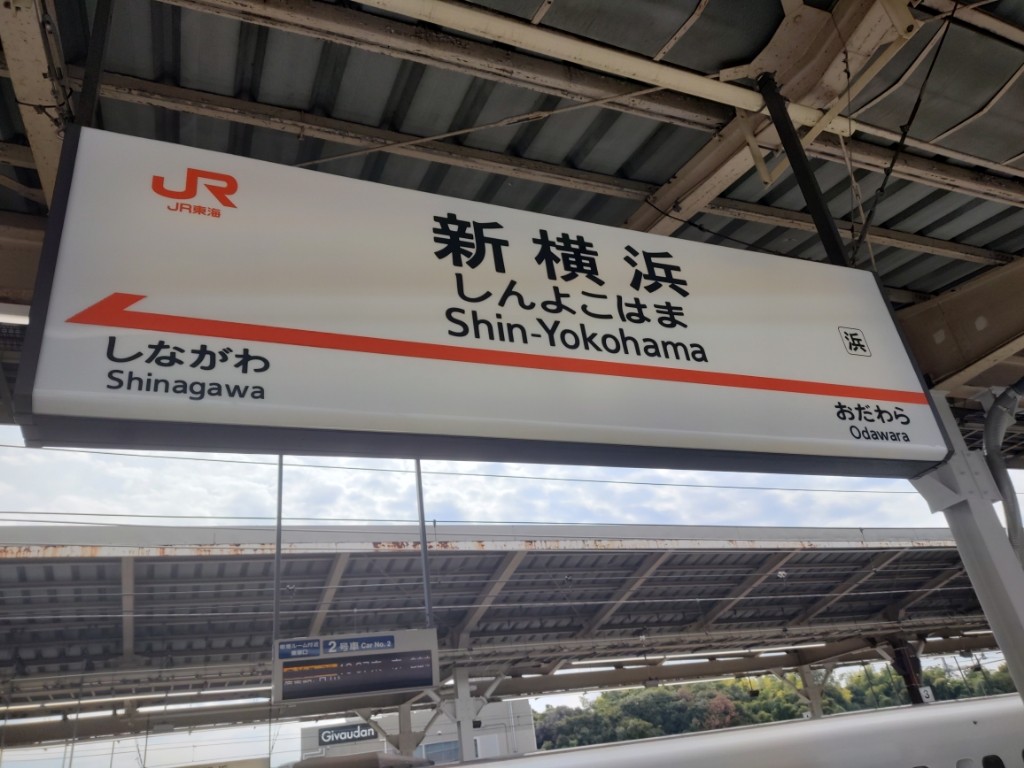 JR
JR東海
新横浜
しんよこはま
Shin-Yokohama
浜
しながわ
Shinagawa
おだわら
Odawara
2号車 Car No.2
Givaudan
3